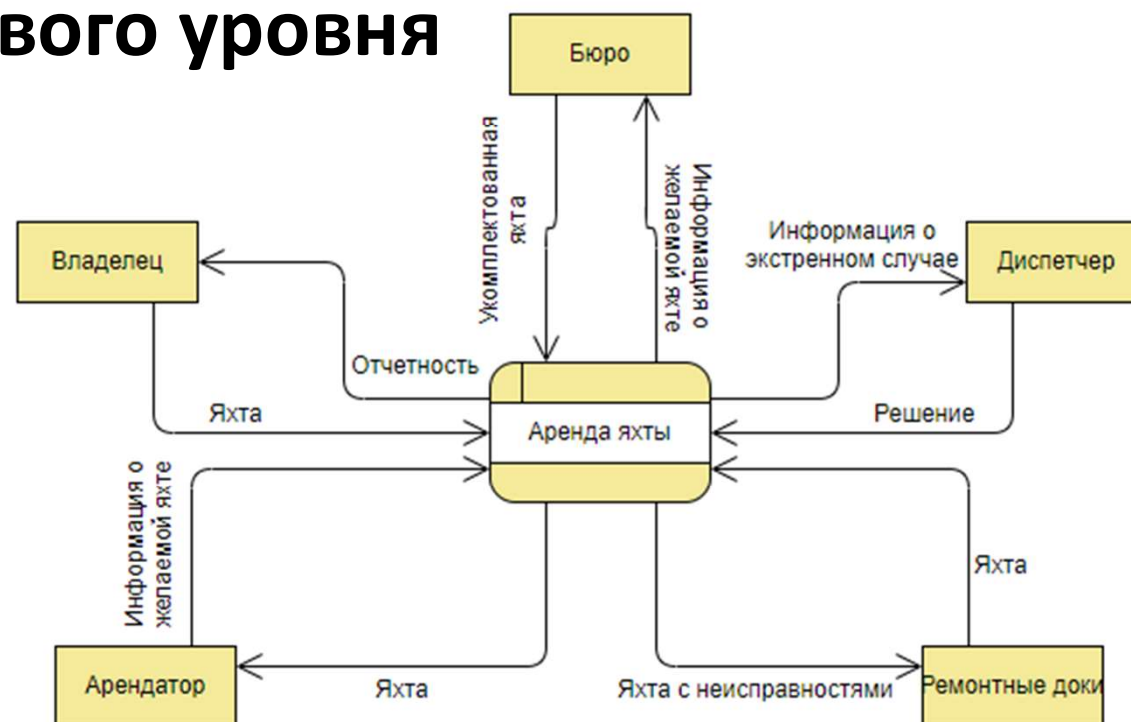 вого уровня
Бюро
Укомплектованная
яхта
Информация о
желаемой яхте
Владелец
Информация о
экстренном случае
Диспетчер
Отчетность
Яхта
Аренда яхты
Решение
Информация о
желаемой яхте
Яхта
Арендатор
Яхта
Яхта с неисправностями
Ремонтные доки